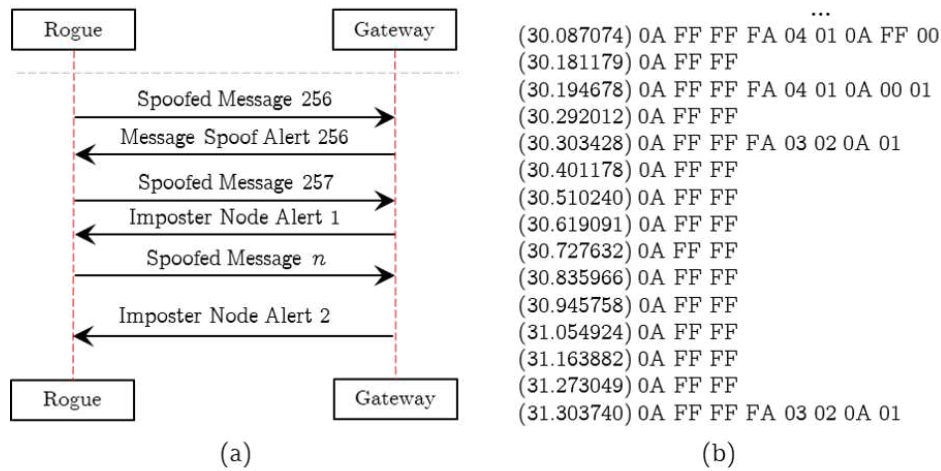 Rogue
Gateway
Spoofed Message 256
Message Spoof Alert 256
Spoofed Message 257
Imposter Node Alert 1
Spoofed Message n
Imposter Node Alert 2
Rogue
Gateway
(a)
...
(30.087074) 0A FF FF FA 04 01 0A FF 00
(30.181179) 0A FF FF
(30.194678) 0A FF FF FA 04 01 0A 00 01
(30.292012) 0A FF FF
(30.303428) 0A FF FF FA 03 02 0A 01
(30.401178) 0A FF FF
(30.510240) 0A FF FF
(30.619091) 0A FF FF
(30.727632) 0A FF FF
(30.835966) 0A FF FF
(30.945758) 0A FF FF
(31.054924) 0A FF FF
(31.163882) 0A FF FF
(31.273049) 0A FF FF
(31.303740) 0A FF FF FA 03 02 0A 01
(b)